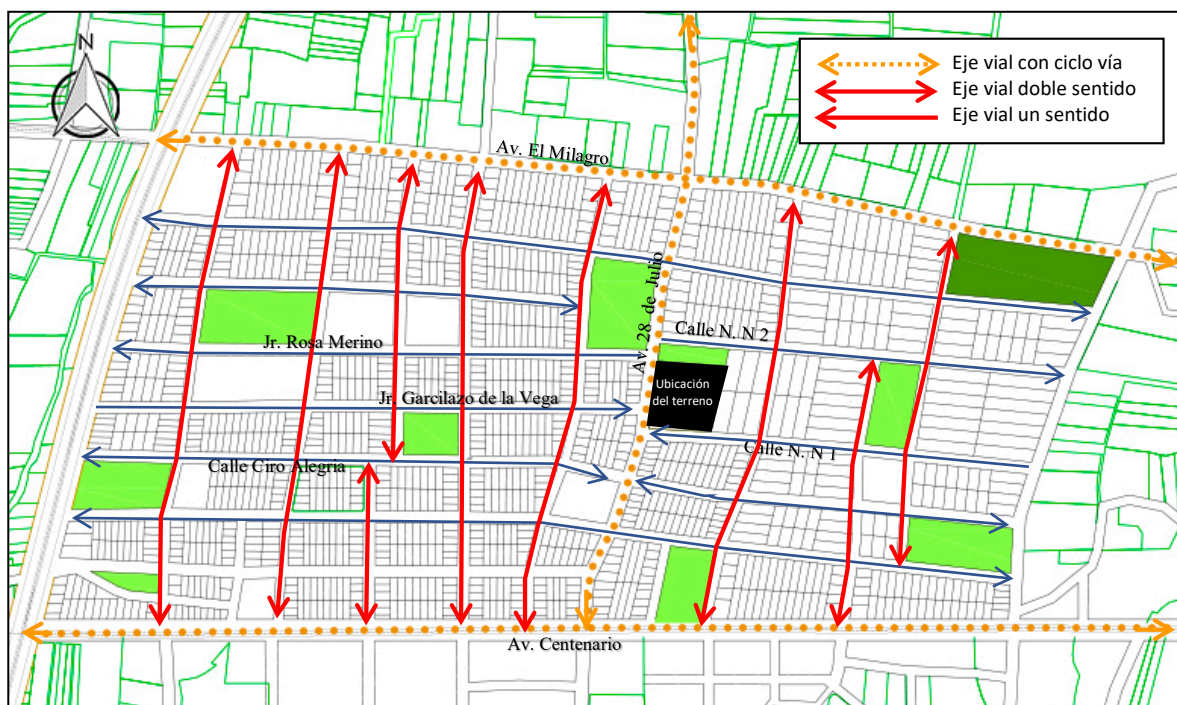 N
Eje vial con ciclo vía
Eje vial doble sentido
Eje vial un sentido
Av. El Milagro
Av. 28 de Julio
Calle N. N 2
Jr. Rosa Merino
Ubicación
del terreno
Jr. Garcilazo de la Vega
Calle N. N 1
Calle Ciro Alegria
Av. Centenario